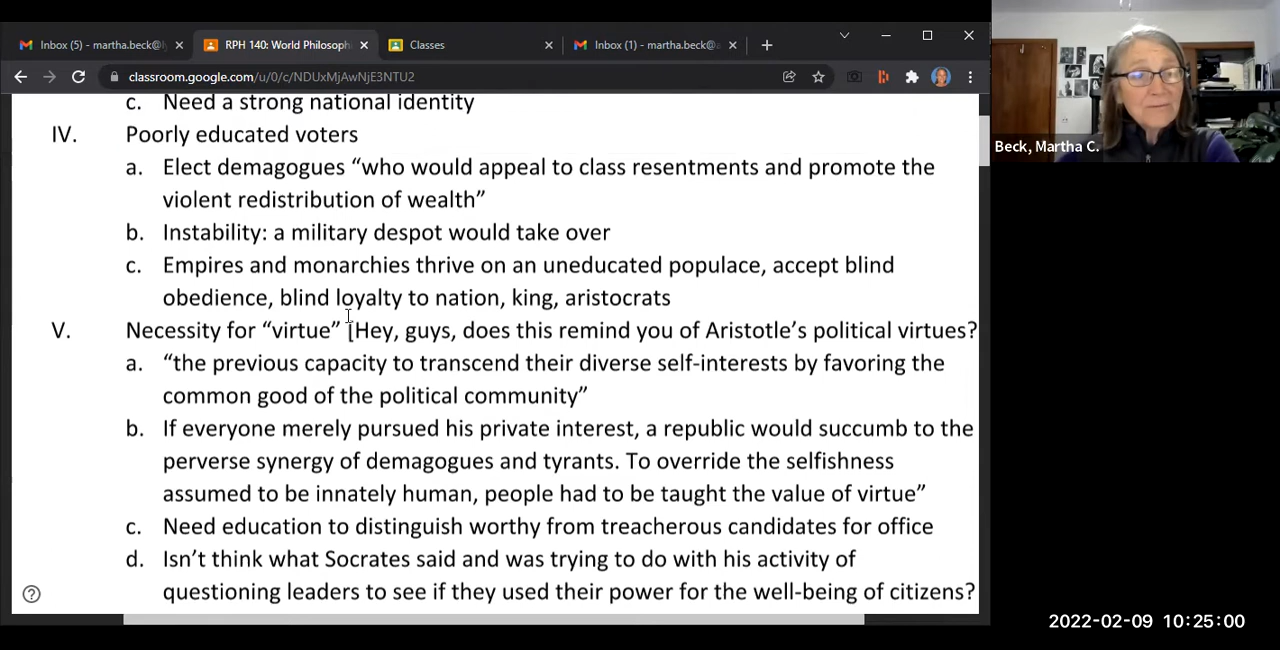 Inbox (5) - martha.beck@
RPH 140: World Philosoph
Classes
Inbox (1) - martha.beck@
classroom.google.com/u/0/c/NDUxMjAwNjE3NTU2
c. Need a strong national identity
IV. Poorly educated voters
a. Elect demagogues “who would appeal to class resentments and promote the
violent redistribution of wealth”
b. Instability: a military despot would take over
c. Empires and monarchies thrive on an uneducated populace, accept blind
obedience, blind loyalty to nation, king, aristocrats
V. Necessity for “virtue” [Hey, guys, does this remind you of Aristotle’s political virtues?
a. “the previous capacity to transcend their diverse self-interests by favoring the
common good of the political community”
b. If everyone merely pursued his private interest, a republic would succumb to the
perverse synergy of demagogues and tyrants. To override the selfishness
assumed to be innately human, people had to be taught the value of virtue”
c. Need education to distinguish worthy from treacherous candidates for office
d. Isn’t think what Socrates said and was trying to do with his activity of
questioning leaders to see if they used their power for the well-being of citizens?
Beck, Martha C.
2022-02-09 10:25:00